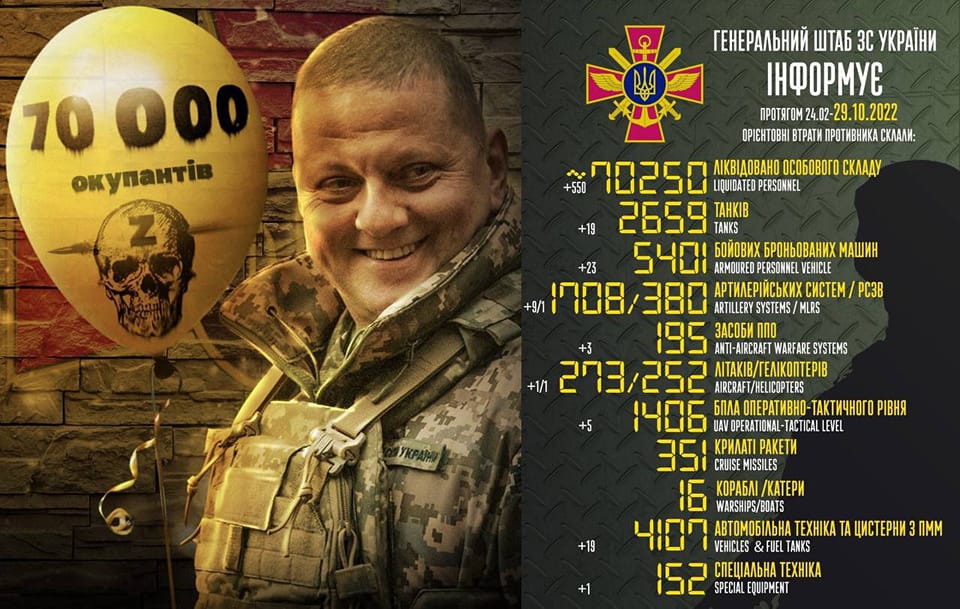 70 000
окупантів
Z
УКРАЇНИ
ГЕНЕРАЛЬНИЙ ШТАБ ЗС УКРАЇНИ
ІНФОРМУЄ
ПРОТЯГОМ 24.02-29.10.2022
ОРІЄНТОВНІ ВТРАТИ ПРОТИВНИКА СКЛАЛИ:
+550 ~70250 ЛІКВІДОВАНО ОСОБОВОГО СКЛАДУ
LIQUIDATED PERSONNEL
+19 2659 ТАНКІВ
TANKS
+23 5401 БОЙОВИХ БРОНЬОВАНИХ МАШИН
ARMOURED PERSONNEL VEHICLE
+9/1 1708/380 АРТИЛЕРІЙСЬКИХ СИСТЕМ / РСЗВ
ARTILLERY SYSTEMS / MLRS
+3 195 ЗАСОБИ ППО
ANTI-AIRCRAFT WARFARE SYSTEMS
+1/1 273/252 ЛІТАКІВ/ГЕЛІКОПТЕРІВ
AIRCRAFT/HELICOPTERS
+5 1406 БПЛА ОПЕРАТИВНО-ТАКТИЧНОГО РІВНЯ
UAV OPERATIONAL-TACTICAL LEVEL
351 КРИЛАТІ РАКЕТИ
CRUISE MISSILES
16 КОРАБЛІ /КАТЕРИ
WARSHIPS/BOATS
+19 4107 АВТОМОБІЛЬНА ТЕХНІКА ТА ЦИСТЕРНИ З ПММ
VEHICLES & FUEL TANKS
+1 152 СПЕЦІАЛЬНА ТЕХНІКА
SPECIAL EQUIPMENT